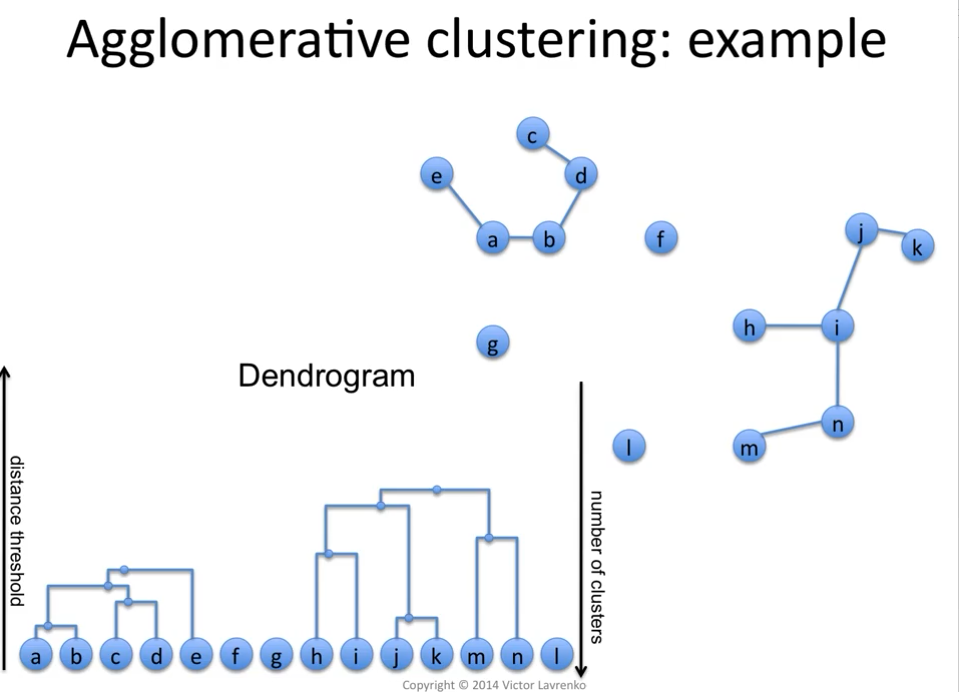 Agglomerative clustering: example
c
e
d
a
b
f
j
k
h
i
g
Dendrogram
n
l
m
distance threshold
number of clusters
a b c d e f g h i j k m n l
Copyright © 2014 Victor Lavrenko